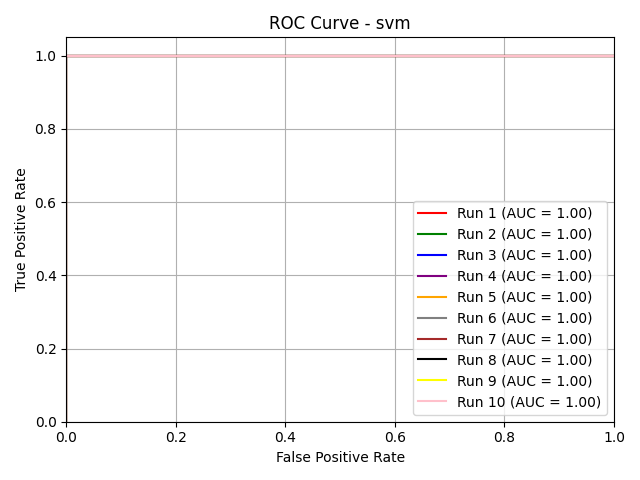 ROC Curve - svm
True Positive Rate
1.0
0.8
0.6
0.4
0.2
0.0
Run 1 (AUC = 1.00)
Run 2 (AUC = 1.00)
Run 3 (AUC = 1.00)
Run 4 (AUC = 1.00)
Run 5 (AUC = 1.00)
Run 6 (AUC = 1.00)
Run 7 (AUC = 1.00)
Run 8 (AUC = 1.00)
Run 9 (AUC = 1.00)
Run 10 (AUC = 1.00)
0.0 0.2 0.4 0.6 0.8 1.0
False Positive Rate